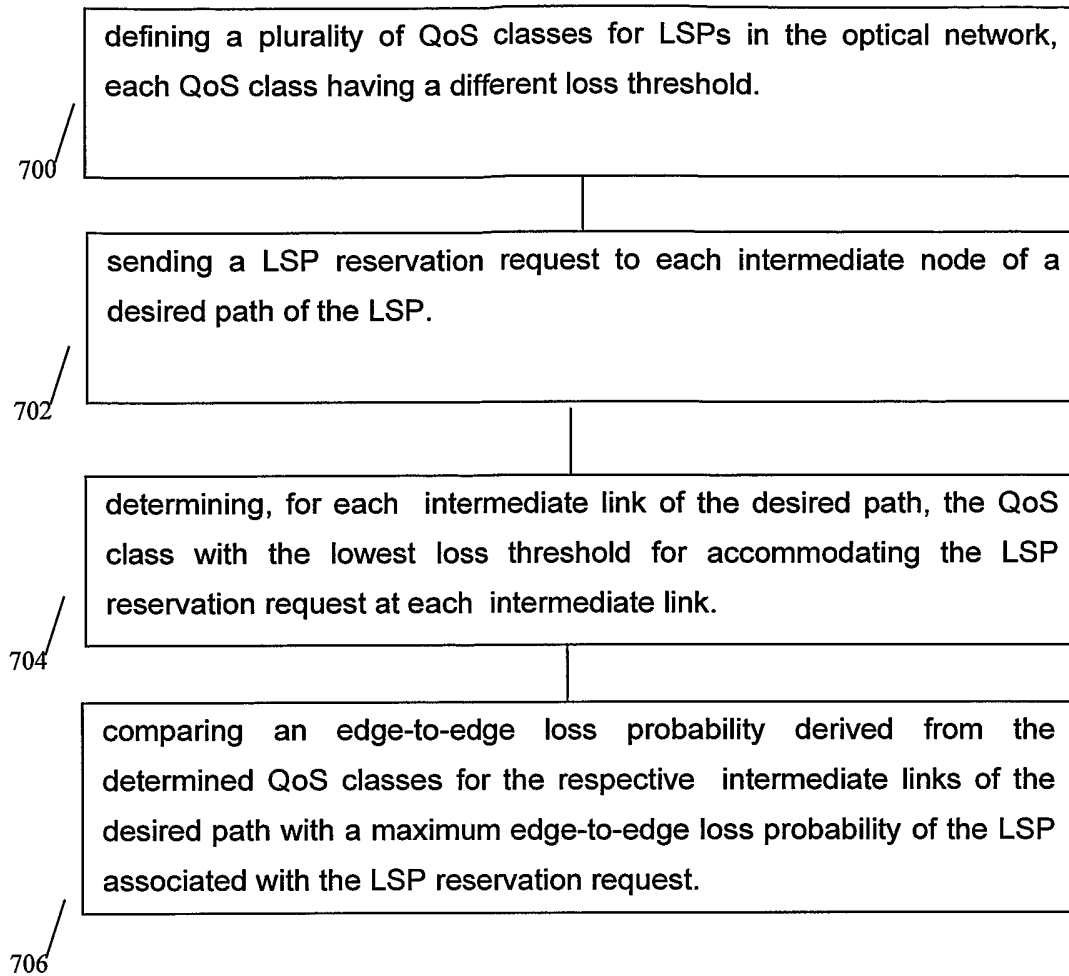 defining a plurality of QoS classes for LSPs in the optical network,
each QoS class having a different loss threshold.
700
sending a LSP reservation request to each intermediate node of a
desired path of the LSP.
702
determining, for each intermediate link of the desired path, the QoS
class with the lowest loss threshold for accommodating the LSP
reservation request at each intermediate link.
704
comparing an edge-to-edge loss probability derived from the
determined QoS classes for the respective intermediate links of the
desired path with a maximum edge-to-edge loss probability of the LSP
associated with the LSP reservation request.
706